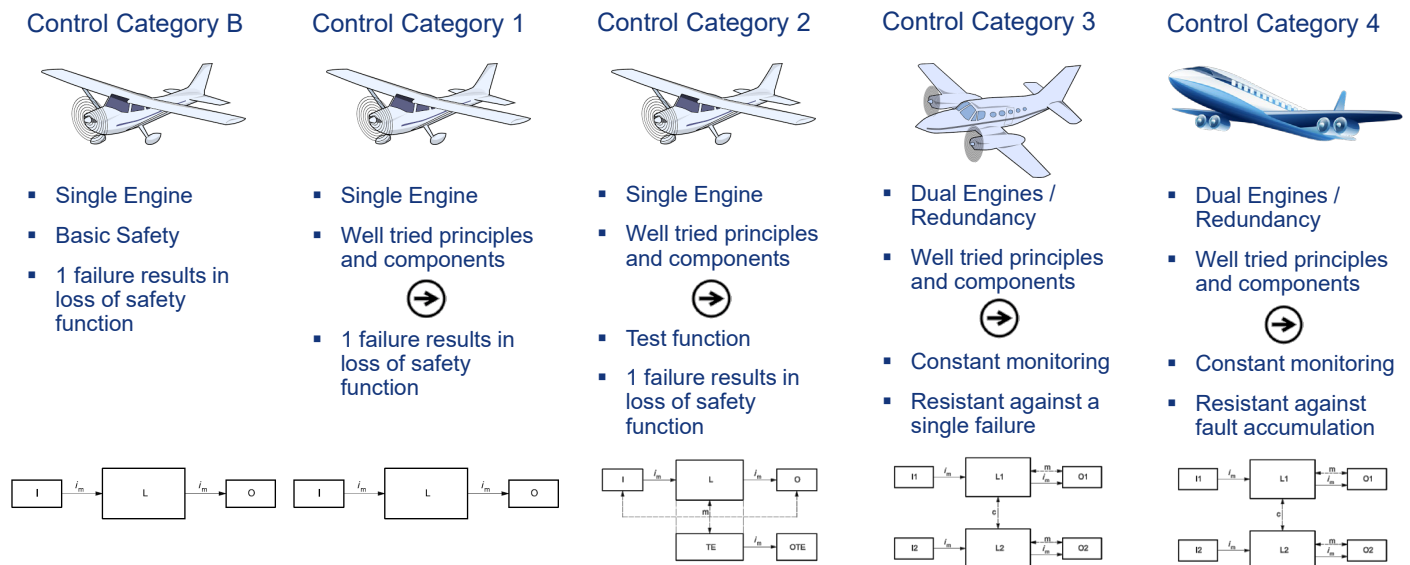 Control Category B
Single Engine
Basic Safety
1 failure results in
loss of safety
function
I
im
L
im
O
Control Category 1
Single Engine
Well tried principles
and components
1 failure results in
loss of safety
function
I
im
L
im
O
Control Category 2
Single Engine
Well tried principles
and components
Test function
1 failure results in
loss of safety
function
I
im
L
im
O
m
TE
im
OTE
Control Category 3
Dual Engines /
Redundancy
Well tried principles
and components
Constant monitoring
Resistant against a
single failure
I1
im
L1
m
im
O1
c
I2
im
L2
m
im
O2
Control Category 4
Dual Engines /
Redundancy
Well tried principles
and components
Constant monitoring
Resistant against
fault accumulation
I1
im
L1
m
im
O1
c
I2
im
L2
m
im
O2